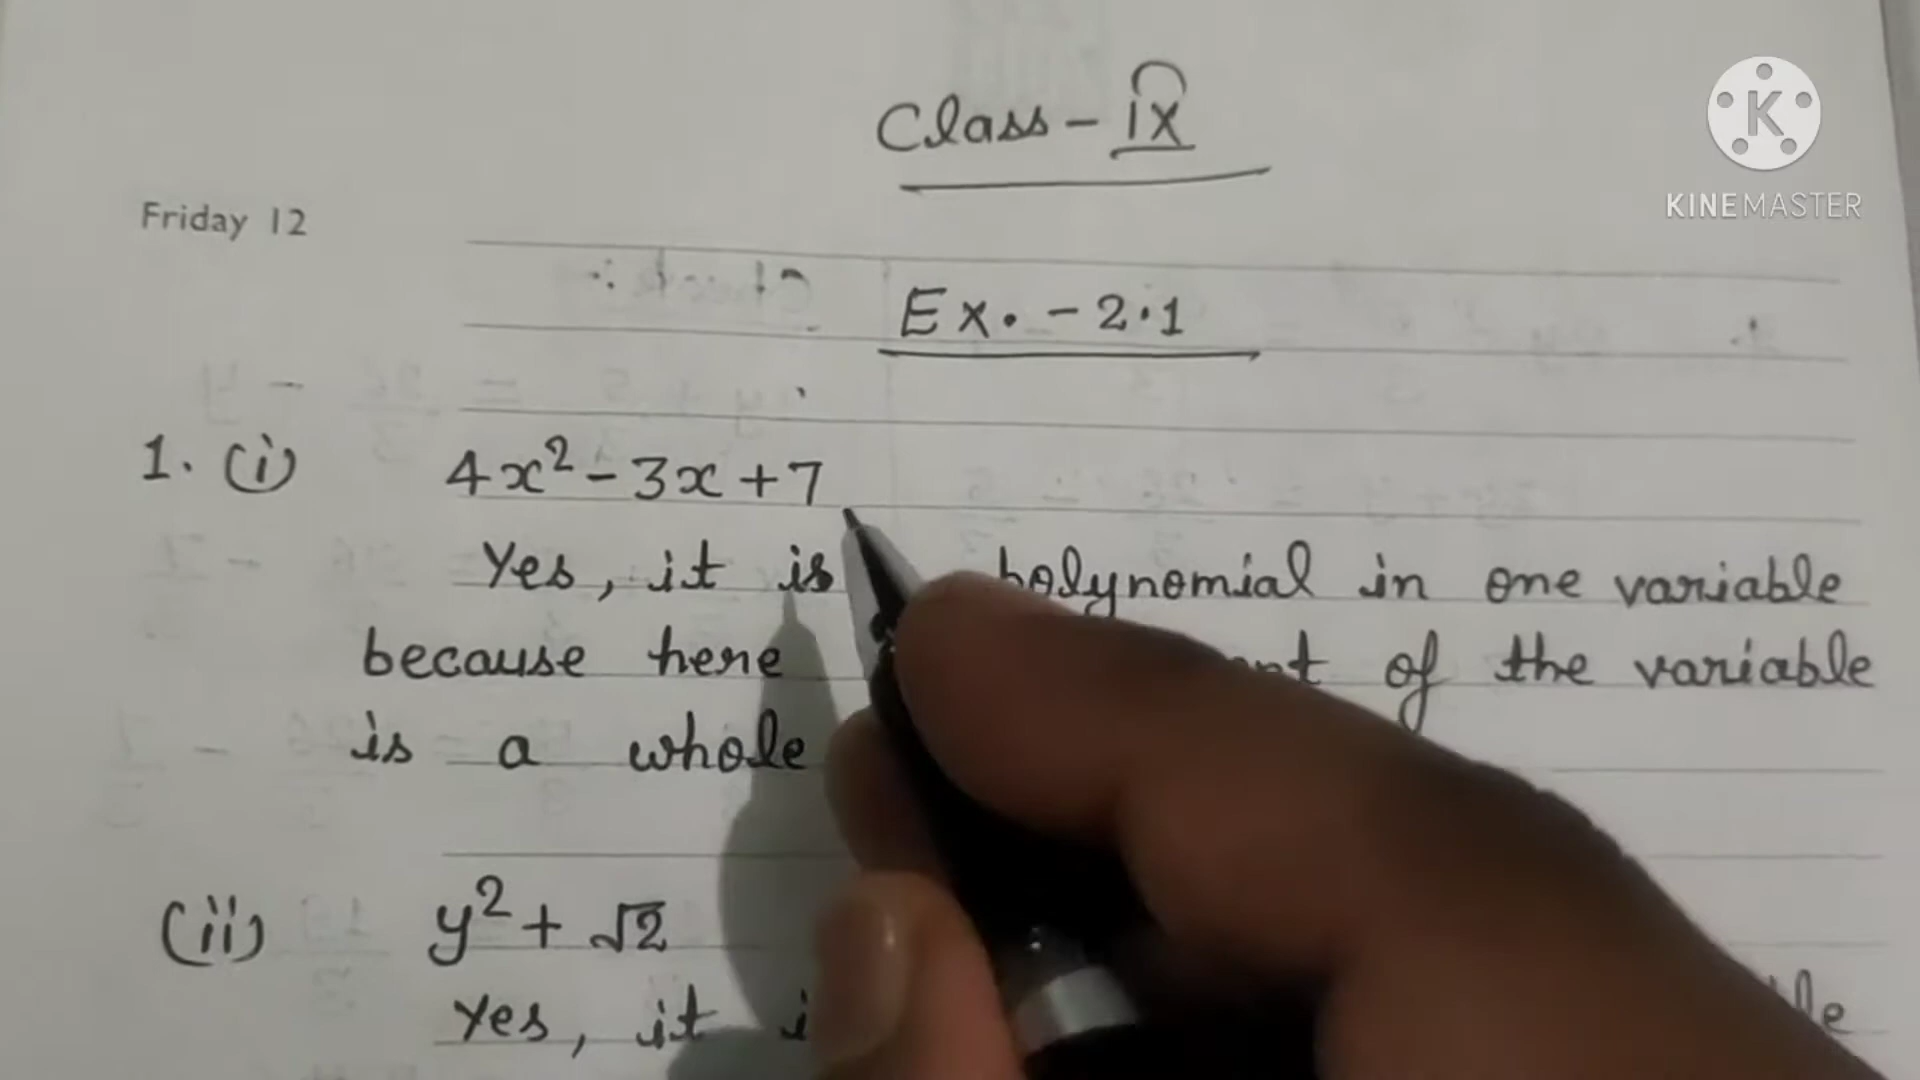 Class - IX
KINEMASTER
Friday 12
Ex. - 2.1
1. (i) 4x² - 3x + 7
Yes, it is polynomial in one variable
because here of the variable
is a whole
(ii) y² + √2
Yes, it